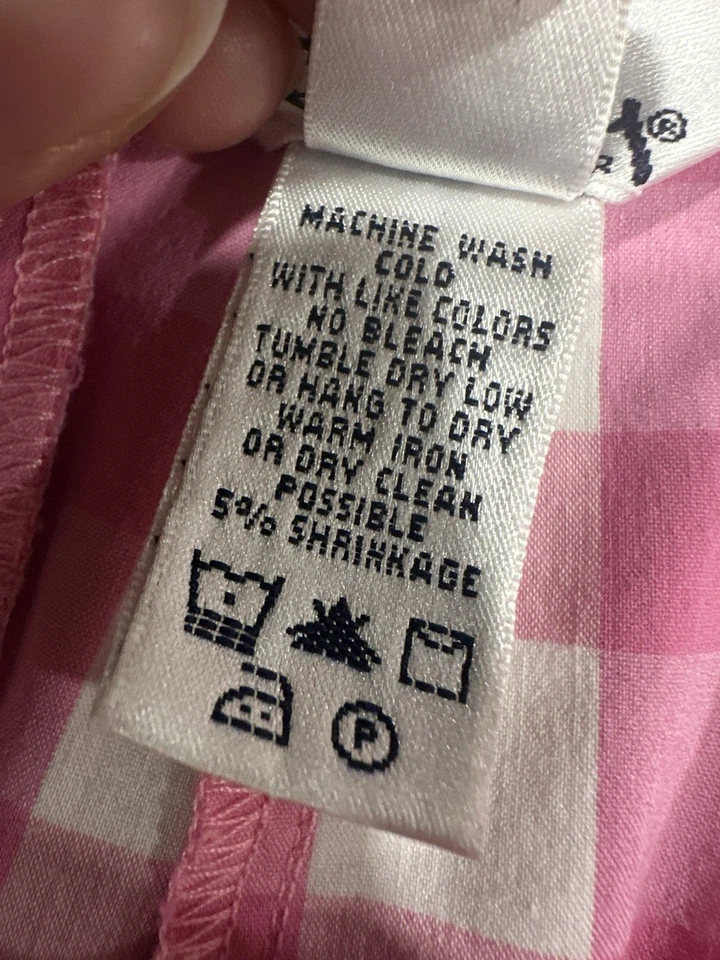 MACHINE WASH
COLD
WITH LIKE COLORS
NO BLEACH
TUMBLE DRY LOW
OR HANG TO DRY
WARM IRON
OR DRY CLEAN
POSSIBLE
5% SHRINKAGE
P